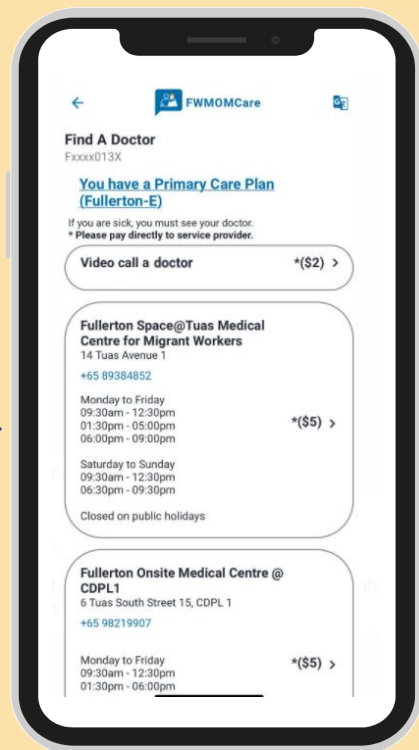 FWMOMCare
Find A Doctor
Fxxxx013X
You have a Primary Care Plan
(Fullerton-E)
If you are sick, you must see your doctor.
* Please pay directly to service provider.
Video call a doctor *($2) >
Fullerton Space@Tuas Medical
Centre for Migrant Workers
14 Tuas Avenue 1
+65 89384852
Monday to Friday
09:30am - 12:30pm
01:30pm - 05:00pm *($5) >
06:00pm - 09:00pm
Saturday to Sunday
09:30am - 12:30pm
06:30pm - 09:30pm
Closed on public holidays
Fullerton Onsite Medical Centre @
CDPL1
6 Tuas South Street 15, CDPL 1
+65 98219907
Monday to Friday *($5) >
09:30am - 12:30pm
01:30pm - 06:00pm